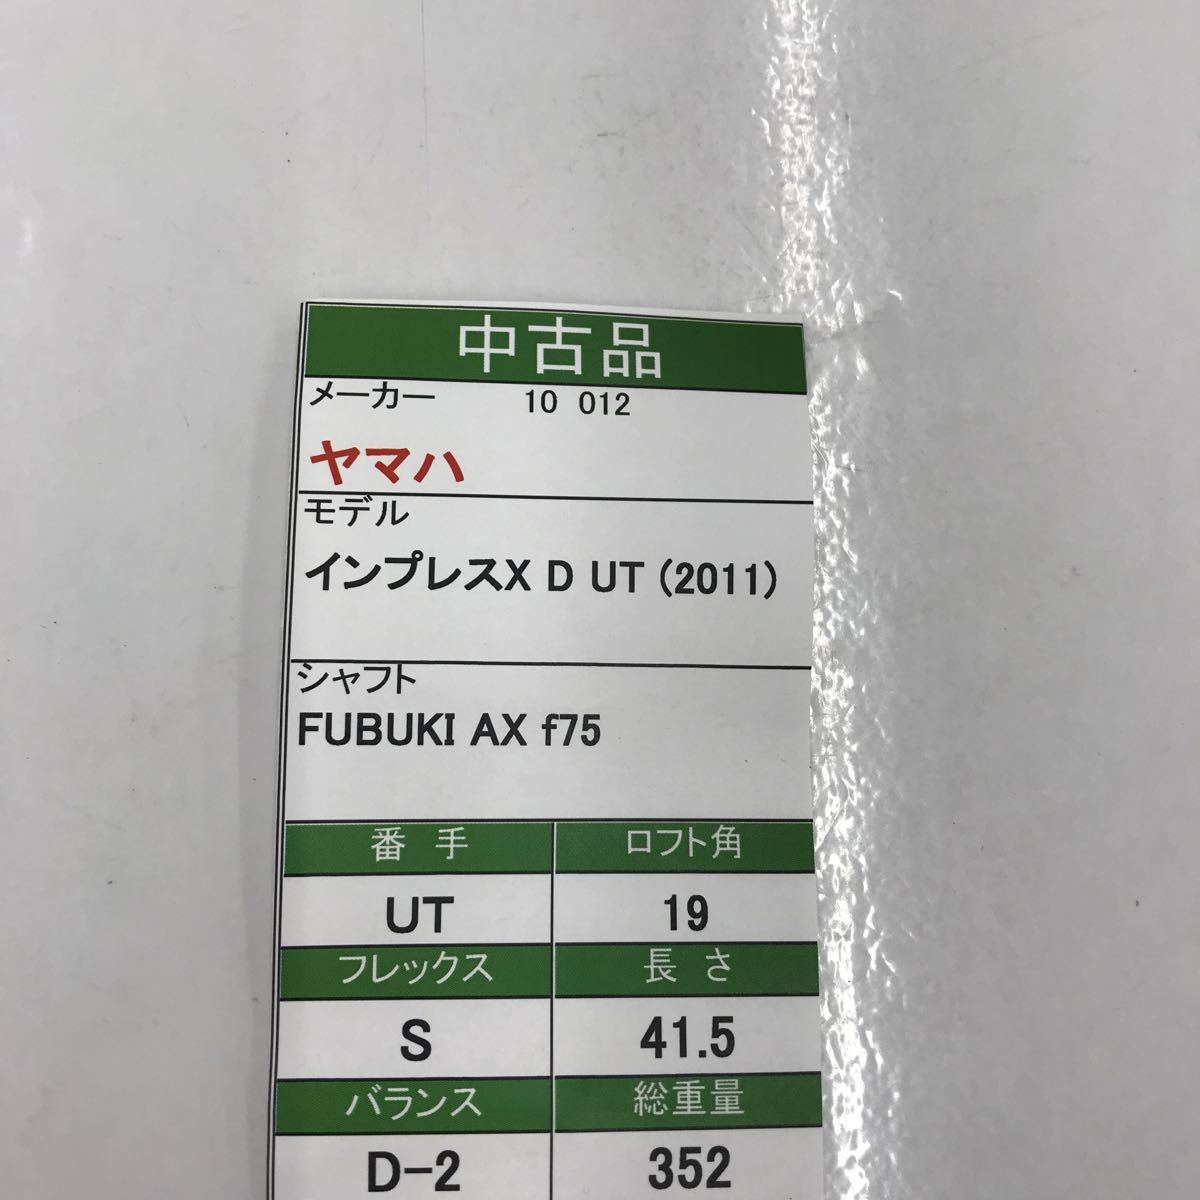 中古品
メーカー 10 012
ヤマハ
モデル
インプレスX D UT (2011)
シャフト
FUBUKI AX f75
番 手 ロフト角
UT 19
フレックス 長 さ
S 41.5
バランス 総重量
D-2 352